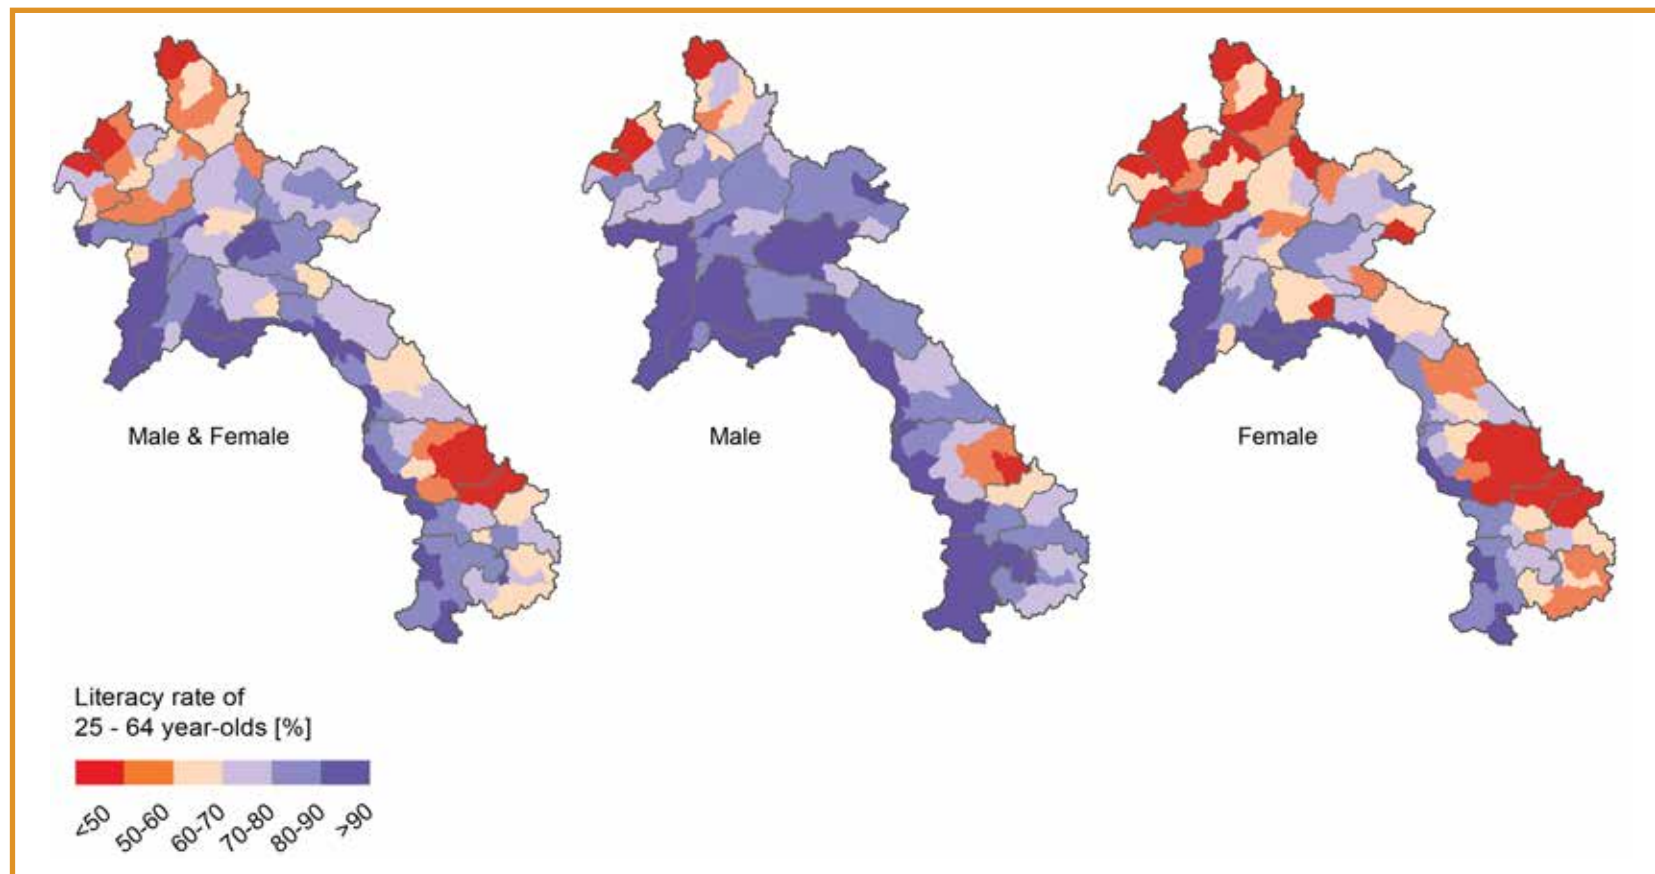 Male & Female
Male
Female
Literacy rate of
25 - 64 year-olds [%]
<50
50-60
60-70
70-80
80-90
>90